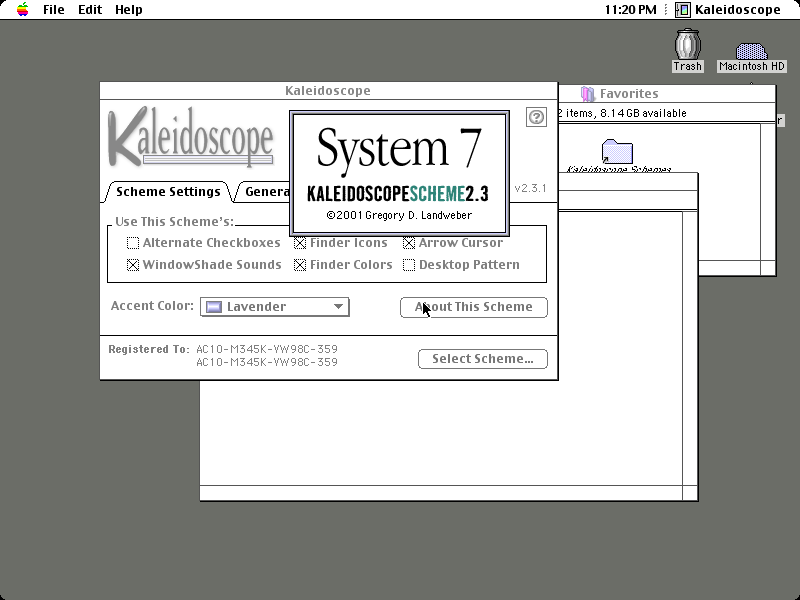 File Edit Help 11:20 PM Kaleidoscope
Trash Macintosh HD
Kaleidoscope
Favorites
2 items, 8.14 GB available
Kaleidoscope
System 7
KALEIDOSCOPESCHEME2.3
©2001 Gregory D. Landweber
Kaleidoscope Schemes
Scheme Settings Genera v2.3.1
Use This Scheme's:
Alternate Checkboxes Finder Icons Arrow Cursor
WindowShade Sounds Finder Colors Desktop Pattern
Accent Color: Lavender About This Scheme
Registered To: AC10-M345K-VW98C-359
AC10-M345K-VW98C-359
Select Scheme...